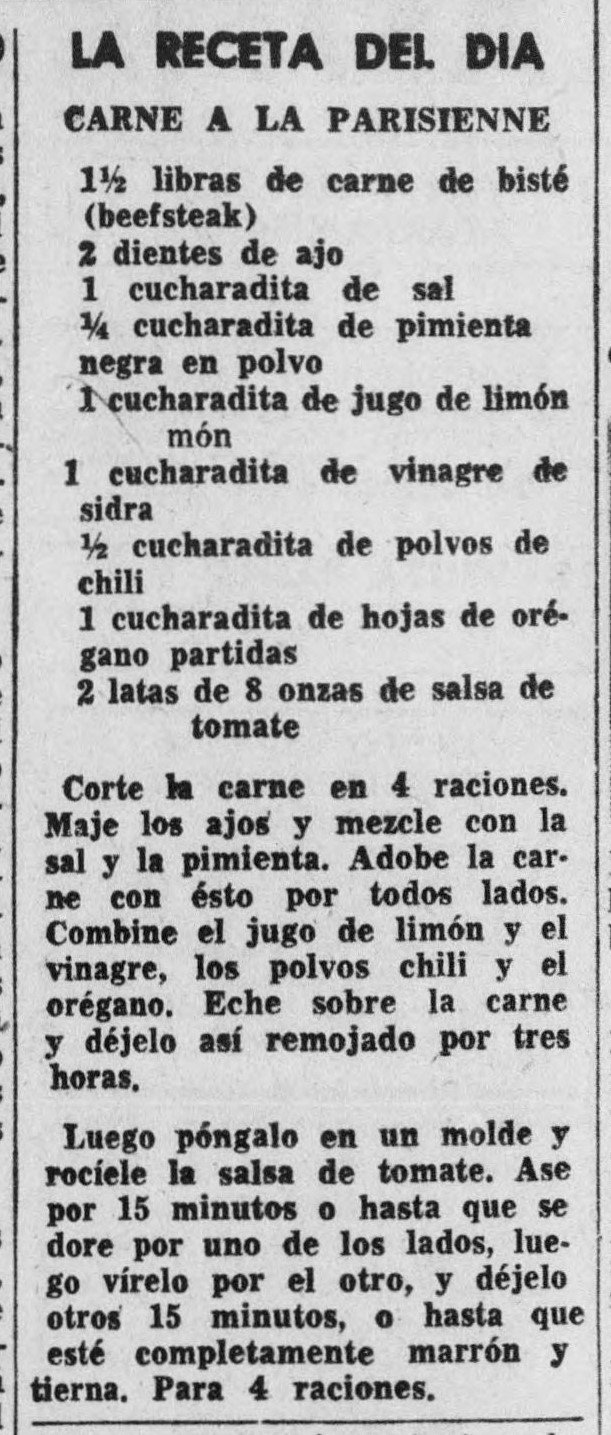 LA RECETA DEL DIA
CARNE A LA PARISIENNE
1½ libras de carne de bisté
(beefsteak)
2 dientes de ajo
1 cucharadita de sal
¼ cucharadita de pimienta
negra en polvo
1 cucharadita de jugo de limón
món
1 cucharadita de vinagre de
sidra
½ cucharadita de polvos de
chili
1 cucharadita de hojas de oré-
gano partidas
2 latas de 8 onzas de salsa de
tomate
Corte la carne en 4 raciones.
Maje los ajos y mezcle con la
sal y la pimienta. Adobe la car-
ne con ésto por todos lados.
Combine el jugo de limón y el
vinagre, los polvos chili y el
orégano. Eche sobre la carne
y déjelo así remojado por tres
horas.
Luego póngalo en un molde y
rocíele la salsa de tomate. Ase
por 15 minutos o hasta que se
dore por uno de los lados, lue-
go vírelo por el otro, y déjelo
otros 15 minutos, o hasta que
esté completamente marrón y
tierna. Para 4 raciones.